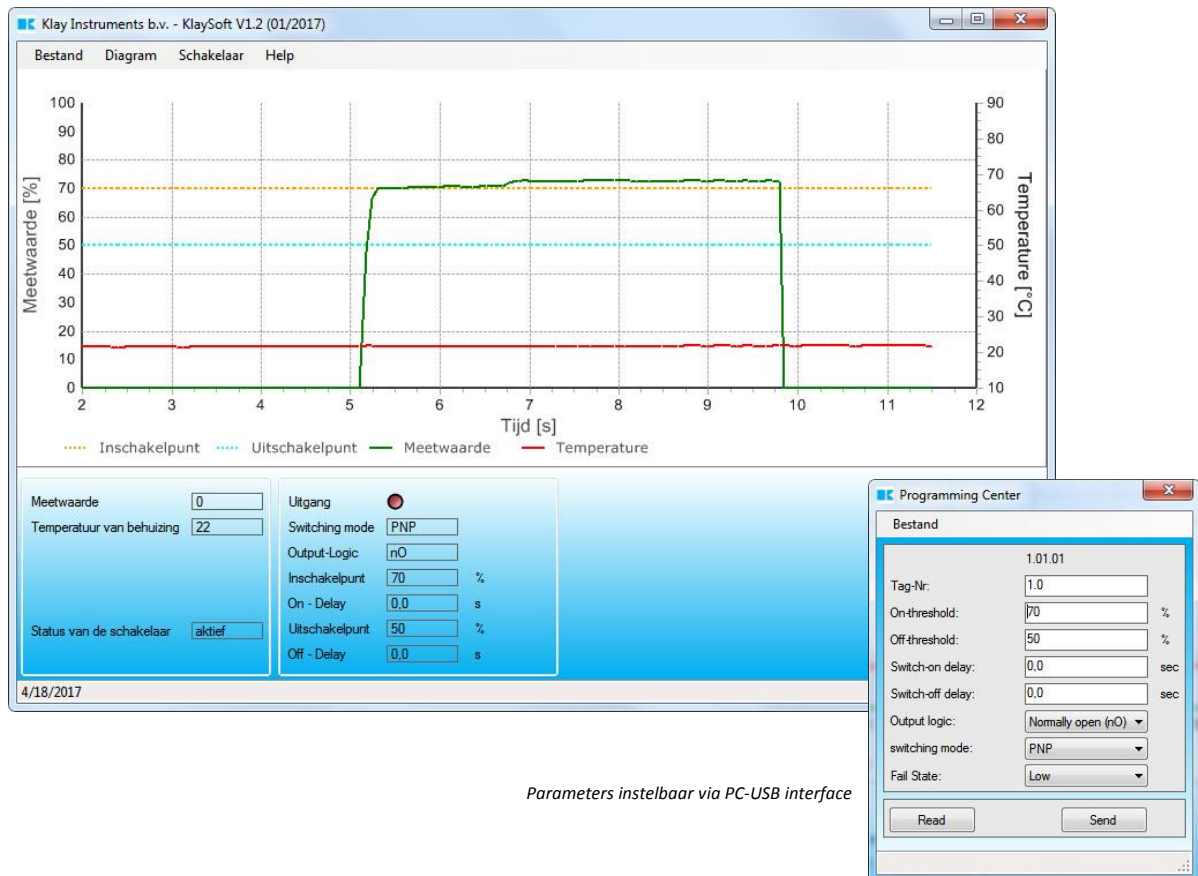 Klay Instruments b.v. - KlaySoft V1.2 (01/2017)
Bestand Diagram Schakelaar Help
100
90
80
70
60
50
40
30
20
10
0
Meetwaarde [%]
90
80
70
60
50
40
30
20
10
Temperature [°C]
2 3 4 5 6 7 8 9 10 11 12
Tijd [s]
Inschakelpunt Uitschakelpunt Meetwaarde Temperature
Meetwaarde 0
Temperatuur van behuizing 22
Status van de schakelaar aktief
Uitgang
Switching mode PNP
Output-Logic nO
Inschakelpunt 70 %
On - Delay 0,0 s
Uitschakelpunt 50 %
Off - Delay 0,0 s
4/18/2017
Programming Center
Bestand
1.01.01
Tag-Nr: 1.0
On-threshold: 70 %
Off-threshold: 50 %
Switch-on delay: 0,0 sec
Switch-off delay: 0,0 sec
Output logic: Normally open (nO)
switching mode: PNP
Fail State: Low
Read Send
Parameters instelbaar via PC-USB interface